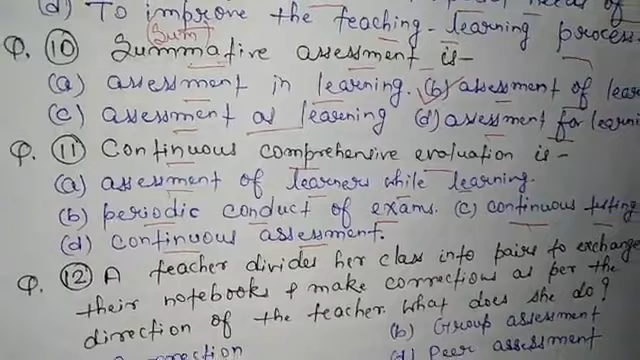 (d) To improve the teaching-learning process.
(Sum)
Q. (10) Summative assessment is-
(a) assessment in learning. (b) assessment of lear
(c) assessment as learning (d) assessment for learni
Q. (11) Continuous comprehensive evaluation is-
(a) assessment of learners while learning.
(b) periodic conduct of exams. (c) continuous testing
(d) continuous assessment.
Q. (12) A teacher divides her class into pairs to exchange
their notebooks & make corrections as per the
direction of the teacher. what does she do?
(b) Group assessment
(d) Peer assessment